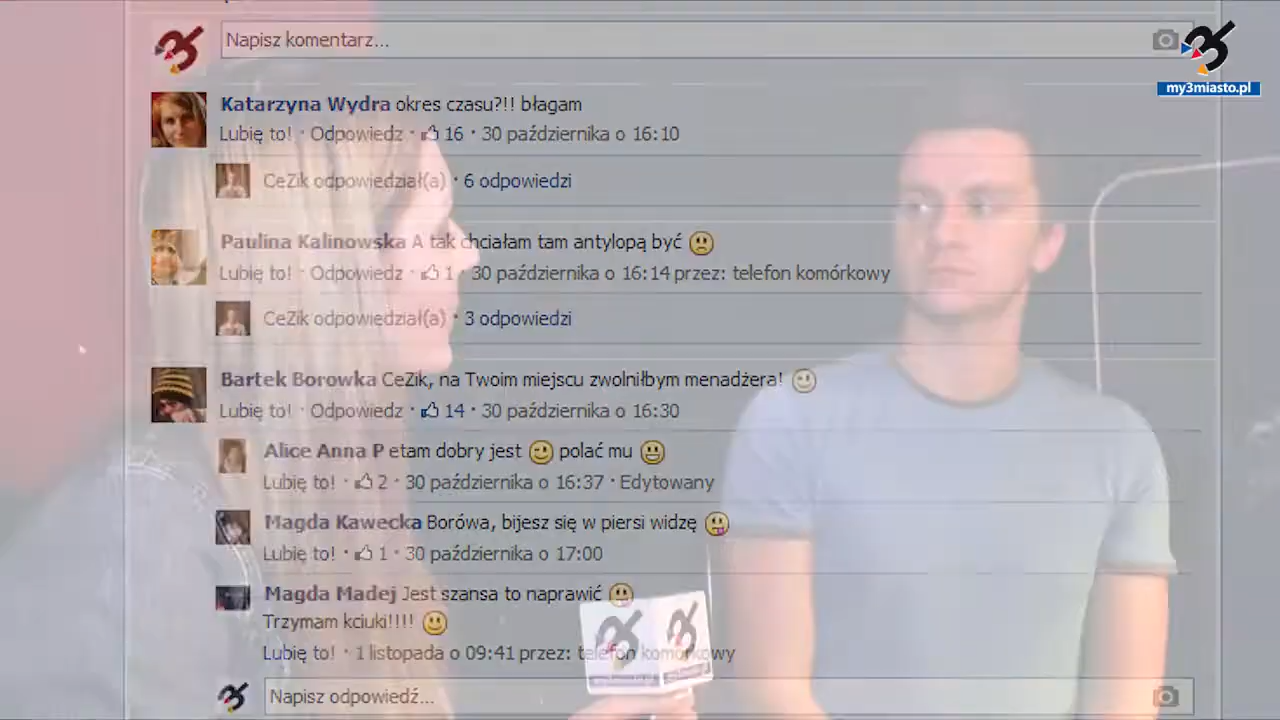 Napisz komentarz...
my3miasto.pl
Katarzyna Wydra okres czasu?!! błagam
Lubię to! · Odpowiedz · 16 · 30 października o 16:10
CeZik odpowiedział(a) · 6 odpowiedzi
Paulina Kalinowska A tak chciałam tam antylopą być
Lubię to! · Odpowiedz · 1 · 30 października o 16:14 przez: telefon komórkowy
CeZik odpowiedział(a) · 3 odpowiedzi
Bartek Borowka CeZik, na Twoim miejscu zwolniłbym menadżera!
Lubię to! · Odpowiedz · 14 · 30 października o 16:30
Alice Anna P etam dobry jest polać mu
Lubię to! · 2 · 30 października o 16:37 · Edytowany
Magda Kawecka Borówa, bijesz się w piersi widzę
Lubię to! · 1 · 30 października o 17:00
Magda Madej Jest szansa to naprawić
Trzymam kciuki!!!!
Lubię to! · 1 listopada o 09:41 przez: telefon komórkowy
Napisz odpowiedź...